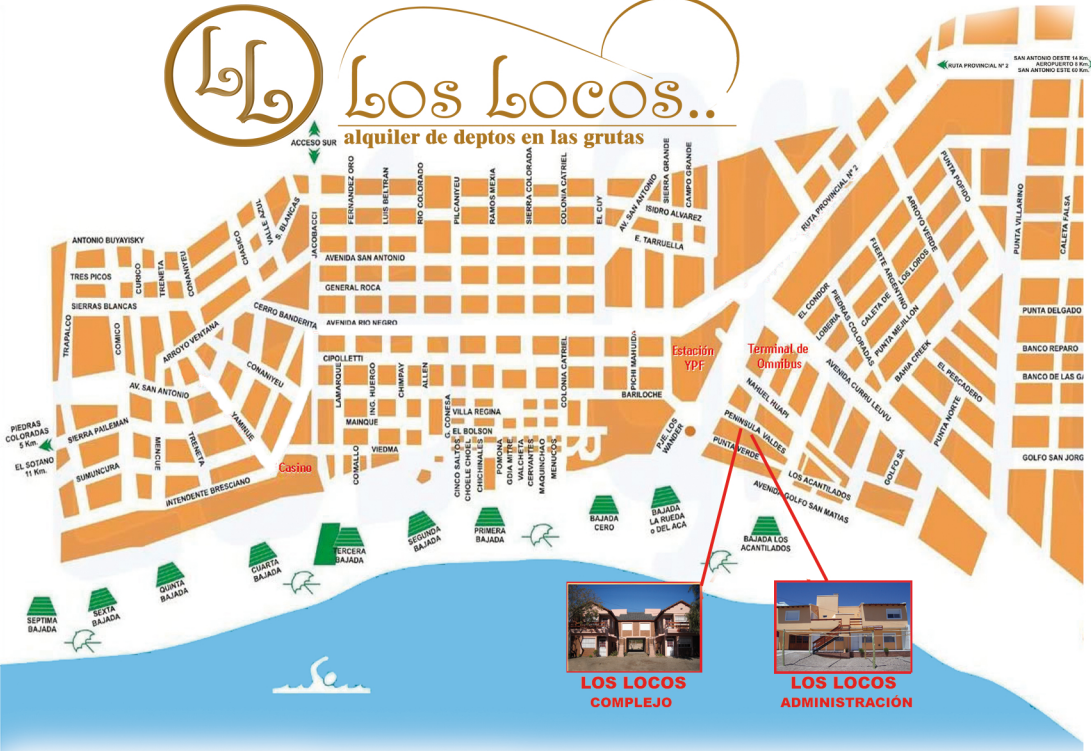 LL
Los Locos..
alquiler de deptos en las grutas
ACCESO SUR
RUTA PROVINCIAL Nº 2
SAN ANTONIO OESTE 14 Km.
AEROPUERTO 8 Km.
SAN ANTONIO ESTE 60 Km.
FERNANDEZ ORO
LUIS BELTRAN
RIO COLORADO
PILCANIYEU
RAMOS MEXIA
SIERRA COLORADA
COLONIA CATRIEL
EL CUY
AV. SAN ANTONIO
SIERRA GRANDE
CAMPO GRANDE
ISIDRO ALVAREZ
E. TARRUELLA
RUTA PROVINCIAL Nº 2
PUNTA POFIDO
ARROYO VERDE
PUNTA VILLARINO
CALETA FALSA
ANTONIO BUYAYISKY
TRES PICOS
CURICO
TRENETA
CONANIYEU
CHASICO
VALLE AZUL
S. BLANCAS
JACOBACCI
AVENIDA SAN ANTONIO
GENERAL ROCA
AVENIDA RIO NEGRO
SIERRAS BLANCAS
TRAPALCO
COMICO
ARROYO VENTANA
CERRO BANDERITA
CONANIYEU
FUERTE ARGENTINO
CALETA DE LOS LOROS
EL CONDOR
LOBERIA
PIEDRAS COLORADAS
PUNTA MEJILLON
BAHIA CREEK
PUNTA DELGADO
BANCO REPARO
BANCO DE LAS GA
EL PESCADERO
PUNTA NORTE
GOLFO SAN JORG
AVENIDA CURRU LEUVU
GOLFO SA
CIPOLLETTI
LAMARQUE
ING. HUERGO
CHIMPAY
ALLEN
COLONIA CATRIEL
PICHI MAHUIDA
BARILOCHE
Estación
YPF
Terminal de
Omnibus
NAHUEL HUAPI
PENINSULA VALDES
PUNTA VERDE
LOS ACANTILADOS
AVENIDA GOLFO SAN MATIAS
PJE. LOS
WANDER
AV. SAN ANTONIO
YAMINUE
SIERRA PAILEMAN
MENCUE
TRENETA
SUMUNCURA
INTENDENTE BRESCIANO
PIEDRAS
COLORADAS
5 Km.
EL SOTANO
11 Km.
Casino
MAINQUE
COMALLO
VIEDMA
G. CONESA
VILLA REGINA
EL BOLSON
CINCO SALTOS
CHOELE CHOEL
CHICHINALES
POMONA
GDIA MITRE
VALCHETA
CERVANTES
MAQUINCHAO
MENUCOS
SEPTIMA
BAJADA
SEXTA
BAJADA
QUINTA
BAJADA
CUARTA
BAJADA
TERCERA
BAJADA
SEGUNDA
BAJADA
PRIMERA
BAJADA
BAJADA
CERO
BAJADA
LA RUEDA
o DEL ACA
BAJADA LOS
ACANTILADOS
LOS LOCOS
COMPLEJO
LOS LOCOS
ADMINISTRACIÓN